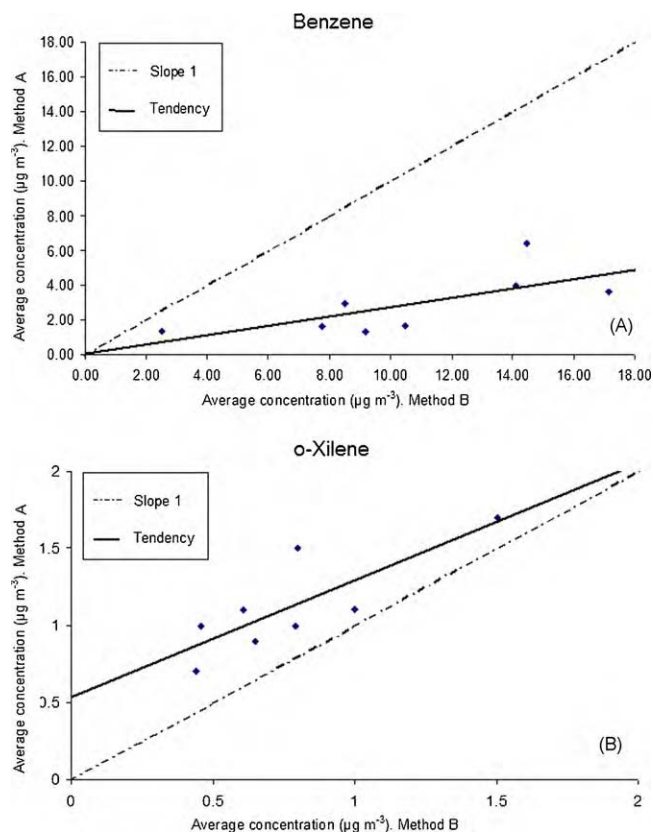 Benzene
18.00
16.00
14.00
12.00
10.00
8.00
6.00
4.00
2.00
0.00
Average concentration (µg m⁻³). Method A
Slope 1
Tendency
(A)
0.00 2.00 4.00 6.00 8.00 10.00 12.00 14.00 16.00 18.00
Average concentration (µg m⁻³). Method B
o-Xilene
2
1.5
1
0.5
0
Average concentration (µg m⁻³). Method A
Slope 1
Tendency
(B)
0 0.5 1 1.5 2
Average concentration (µg m⁻³). Method B